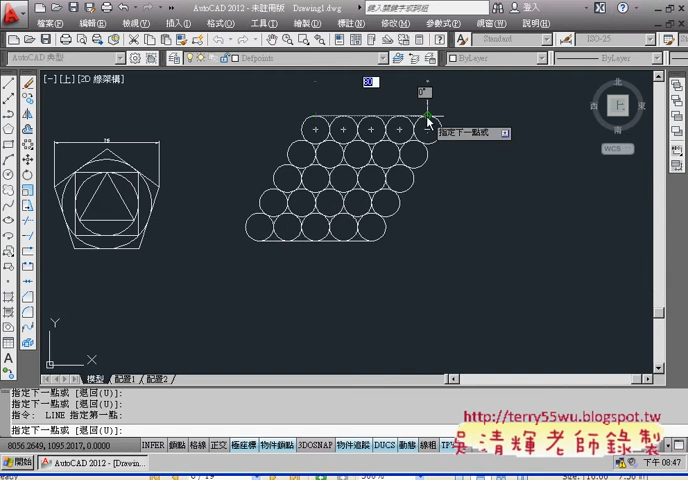 AutoCAD 2012 - 未註冊版 Drawing1.dwg
鍵入關鍵字或詞組
登入
檔案(F) 編輯(E) 檢視(V) 插入(I) 格式(O) 工具(T) 繪製(D) 標註(N) 修改(M) 參數式(P) 視窗(W) 說明(H)
Standard ISO-25
AutoCAD 典型 Defpoints ByLayer ByLayer
[-] [上] [2D 線架構]
北
西 上 東
南
WCS
80
0°
指定下一點或
75
Y
X
模型 配置1 配置2
指定下一點或 [退回(U)]:
指定下一點或 [退回(U)]:
指令: LINE 指定第一點:
指定下一點或 [退回(U)]:
8056.2649, 1095.2017, 0.0000 INFER 鎖點 格線 正交 極座標 物件鎖點 3DOSNAP 物件追蹤 DUCS 動態 線粗
http://terry55wu.blogspot.tw
吳清輝老師錄製
開始 AutoCAD 2012 - [Drawin... 下午 08:47